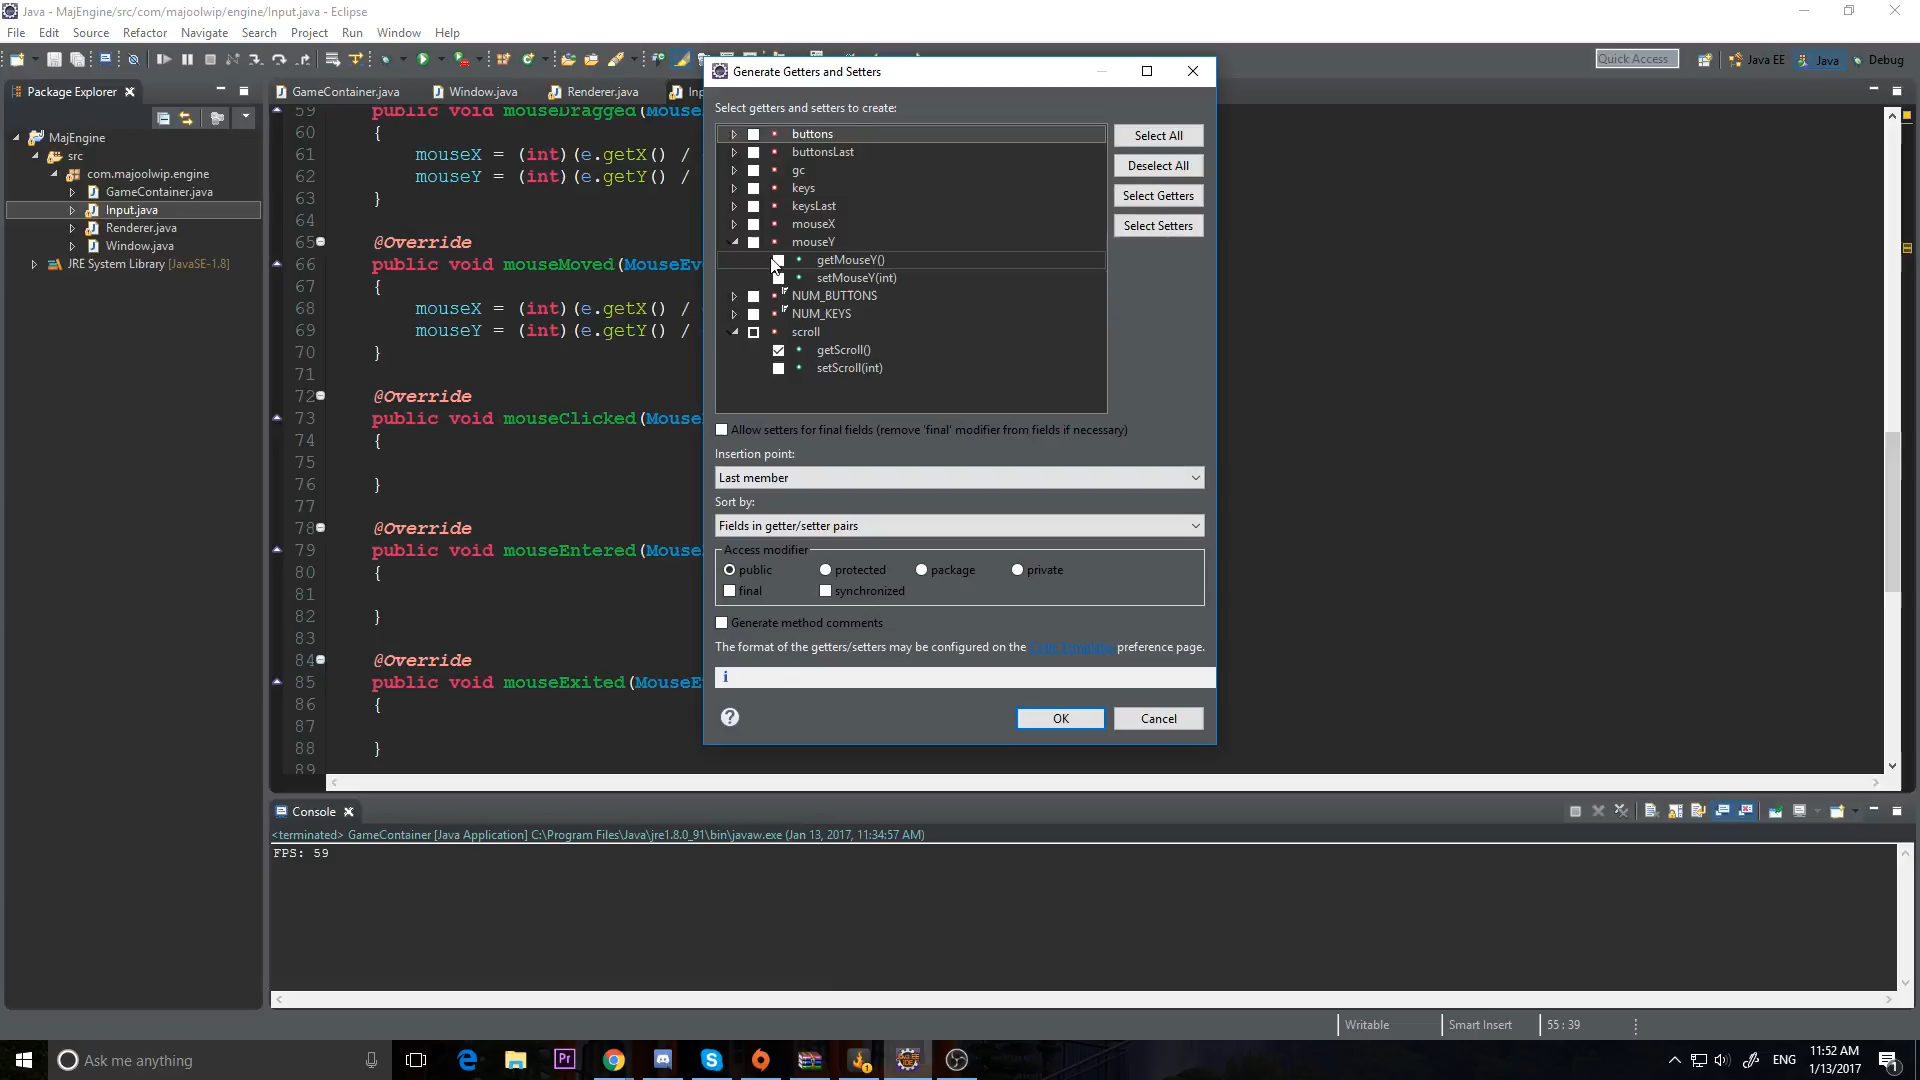 Java - MajEngine/src/com/majoolwip/engine/Input.java - Eclipse
File Edit Source Refactor Navigate Search Project Run Window Help
Quick Access
Java EE
Java
Debug
Package Explorer
GameContainer.java
Window.java
Renderer.java
MajEngine
src
com.majoolwip.engine
GameContainer.java
Input.java
Renderer.java
Window.java
JRE System Library [JavaSE-1.8]
59 public void mouseDragged(Mouse
60 {
61 mouseX = (int)(e.getX() /
62 mouseY = (int)(e.getY() /
63 }
64
65 @Override
66 public void mouseMoved(MouseEv
67 {
68 mouseX = (int)(e.getX() /
69 mouseY = (int)(e.getY() /
70 }
71
72 @Override
73 public void mouseClicked(Mouse
74 {
75
76 }
77
78 @Override
79 public void mouseEntered(Mouse
80 {
81
82 }
83
84 @Override
85 public void mouseExited(MouseE
86 {
87
88 }
89
Generate Getters and Setters
Select getters and setters to create:
buttons
buttonsLast
gc
keys
keysLast
mouseX
mouseY
getMouseY()
setMouseY(int)
NUM_BUTTONS
NUM_KEYS
scroll
getScroll()
setScroll(int)
Select All
Deselect All
Select Getters
Select Setters
Allow setters for final fields (remove 'final' modifier from fields if necessary)
Insertion point:
Last member
Sort by:
Fields in getter/setter pairs
Access modifier
public protected package private
final synchronized
Generate method comments
The format of the getters/setters may be configured on the preference page.
i
?
OK Cancel
Console
<terminated> GameContainer [Java Application] C:\Program Files\Java\jre1.8.0_91\bin\javaw.exe (Jan 13, 2017, 11:34:57 AM)
FPS: 59
Writable Smart Insert 55 : 39
Ask me anything
ENG
11:52 AM
1/13/2017